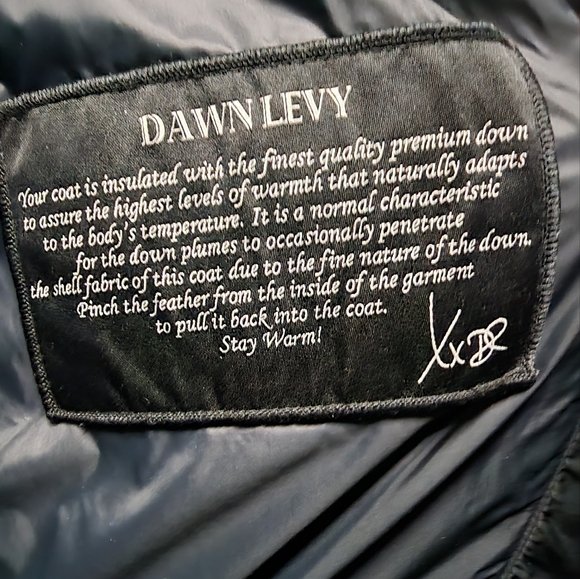 DAWN LEVY
Your coat is insulated with the finest quality premium down
to assure the highest levels of warmth that naturally adapts
to the body's temperature. It is a normal characteristic
for the down plumes to occasionally penetrate
the shell fabric of this coat due to the fine nature of the down.
Pinch the feather from the inside of the garment
to pull it back into the coat.
Stay Warm!
XxDL